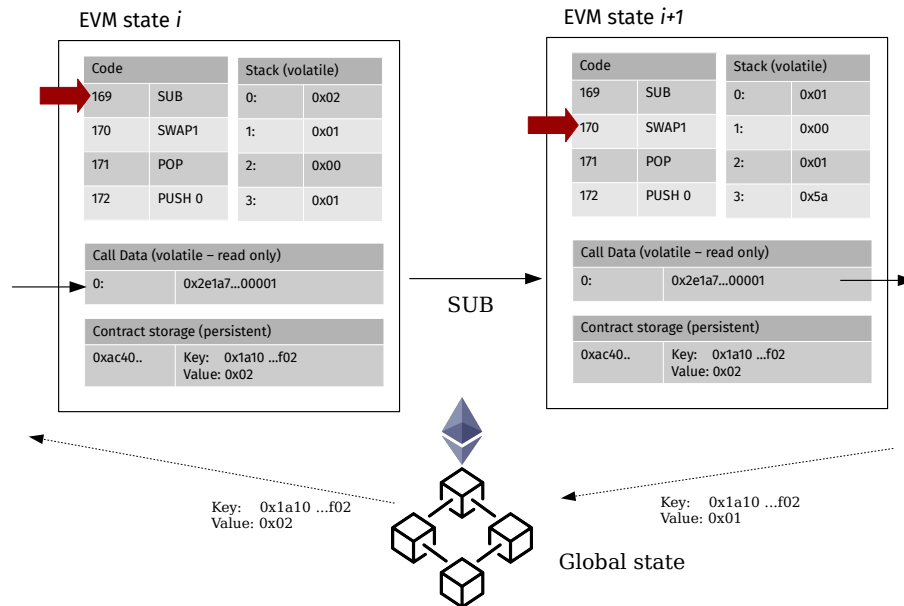 EVM state i
Code
169 SUB
170 SWAP1
171 POP
172 PUSH 0
Stack (volatile)
0: 0x02
1: 0x01
2: 0x00
3: 0x01
Call Data (volatile – read only)
0: 0x2e1a7...00001
Contract storage (persistent)
0xac40.. Key: 0x1a10 ...f02
Value: 0x02
SUB
EVM state i+1
Code
169 SUB
170 SWAP1
171 POP
172 PUSH 0
Stack (volatile)
0: 0x01
1: 0x00
2: 0x01
3: 0x5a
Call Data (volatile – read only)
0: 0x2e1a7...00001
Contract storage (persistent)
0xac40.. Key: 0x1a10 ...f02
Value: 0x02
Key: 0x1a10 ...f02
Value: 0x02
Key: 0x1a10 ...f02
Value: 0x01
Global state